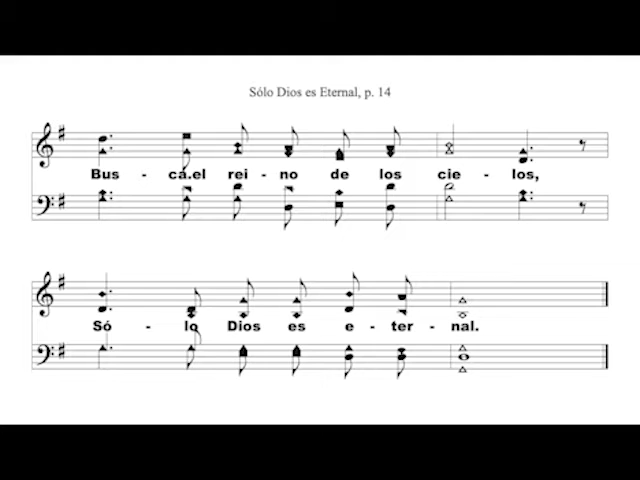 Sólo Dios es Eternal, p. 14
Bus - cá.el rei - no de los cie - los,
Só - lo Dios es e - ter - nal.